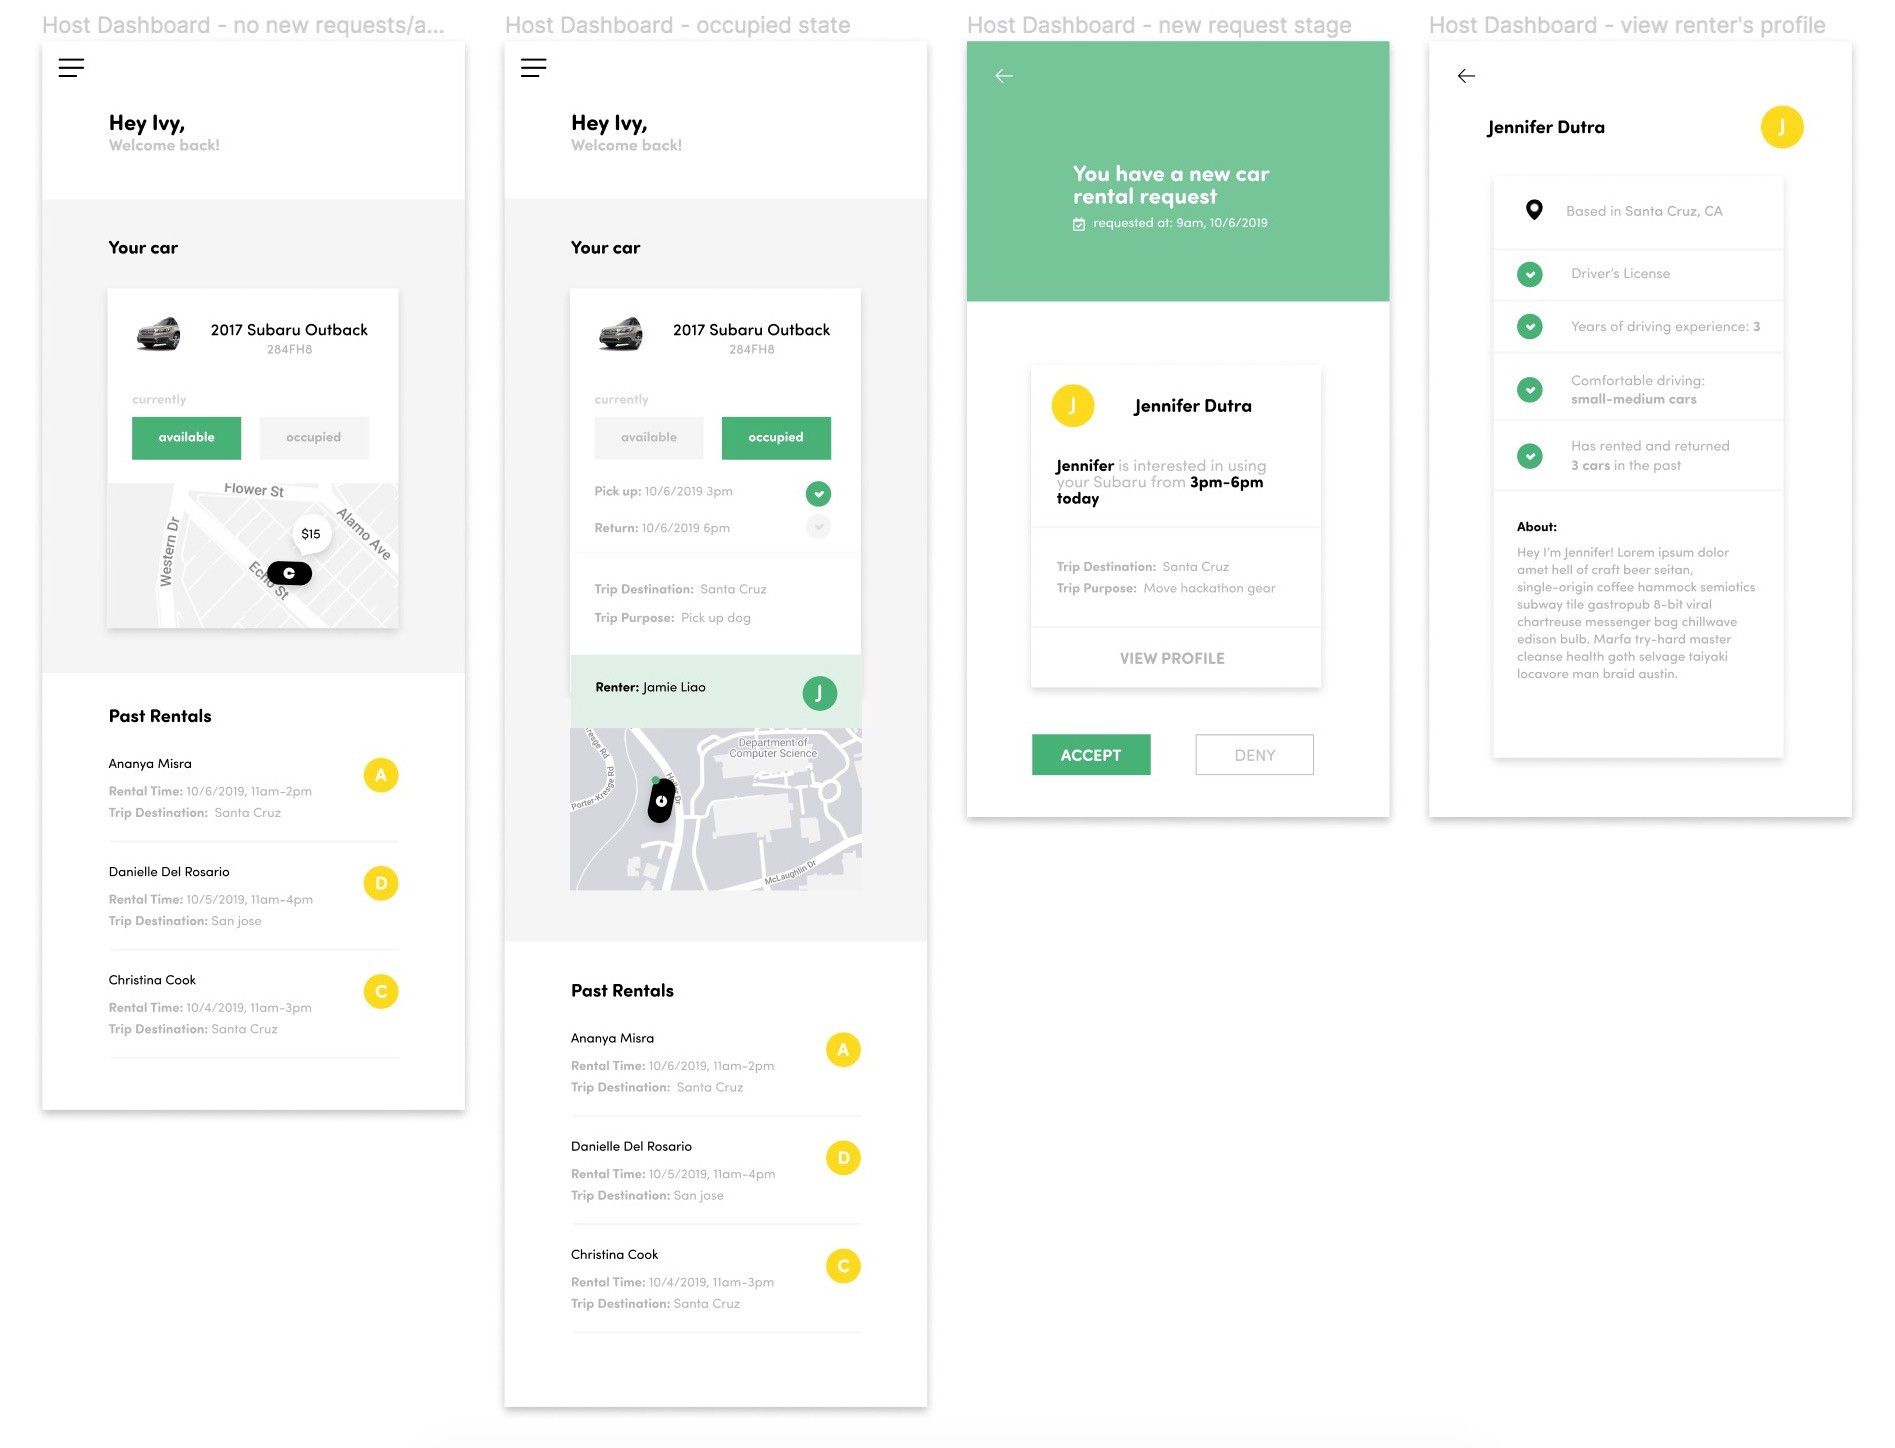 Host Dashboard - no new requests/a...
Hey Ivy,
Welcome back!
Your car
2017 Subaru Outback
284FH8
currently
available
occupied
Flower St
Western Dr
Alamo Ave
$15
Echo St
Past Rentals
Ananya Misra
A
Rental Time: 10/6/2019, 11am-2pm
Trip Destination: Santa Cruz
Danielle Del Rosario
D
Rental Time: 10/5/2019, 11am-4pm
Trip Destination: San jose
Christina Cook
C
Rental Time: 10/4/2019, 11am-3pm
Trip Destination: Santa Cruz
Host Dashboard - occupied state
Hey Ivy,
Welcome back!
Your car
2017 Subaru Outback
284FH8
currently
available
occupied
Pick up: 10/6/2019 3pm
Return: 10/6/2019 6pm
Trip Destination: Santa Cruz
Trip Purpose: Pick up dog
Renter: Jamie Liao
J
Department of
Computer Science
Porter-Kresge Rd
McLaughlin Dr
Past Rentals
Ananya Misra
A
Rental Time: 10/6/2019, 11am-2pm
Trip Destination: Santa Cruz
Danielle Del Rosario
D
Rental Time: 10/5/2019, 11am-4pm
Trip Destination: San jose
Christina Cook
C
Rental Time: 10/4/2019, 11am-3pm
Trip Destination: Santa Cruz
Host Dashboard - new request stage
You have a new car
rental request
requested at: 9am, 10/6/2019
J
Jennifer Dutra
Jennifer is interested in using
your Subaru from 3pm-6pm
today
Trip Destination: Santa Cruz
Trip Purpose: Move hackathon gear
VIEW PROFILE
ACCEPT
DENY
Host Dashboard - view renter's profile
Jennifer Dutra
J
Based in Santa Cruz, CA
Driver's License
Years of driving experience: 3
Comfortable driving:
small-medium cars
Has rented and returned
3 cars in the past
About:
Hey I'm Jennifer! Lorem ipsum dolor
amet hell of craft beer seitan,
single-origin coffee hammock semiotics
subway tile gastropub 8-bit viral
chartreuse messenger bag chillwave
edison bulb. Marfa try-hard master
cleanse health goth selvage taiyaki
locavore man braid austin.